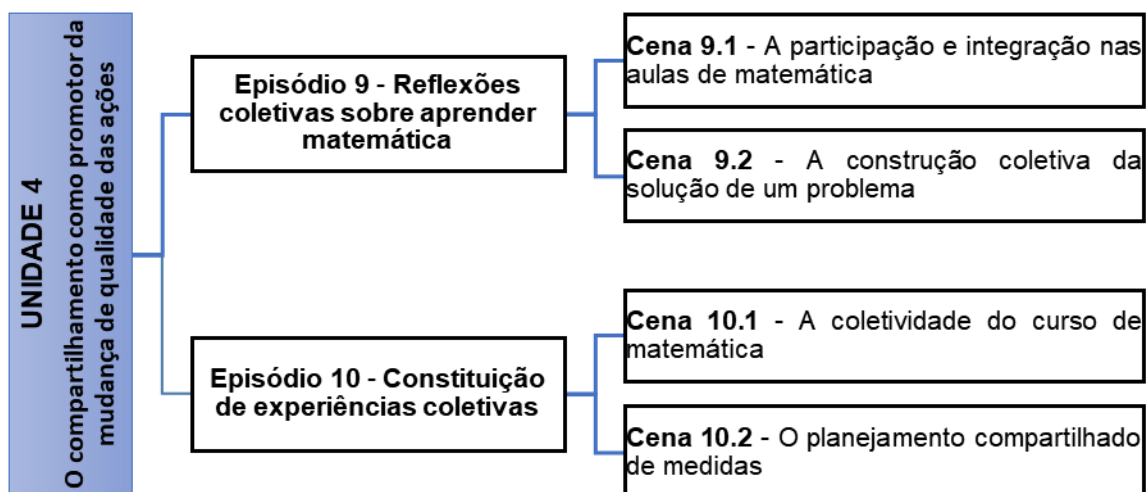 UNIDADE 4
O compartilhamento como promotor da
mudança de qualidade das ações
Episódio 9 - Reflexões
coletivas sobre aprender
matemática
Cena 9.1 - A participação e integração nas
aulas de matemática
Cena 9.2 - A construção coletiva da
solução de um problema
Episódio 10 - Constituição
de experiências coletivas
Cena 10.1 - A coletividade do curso de
matemática
Cena 10.2 - O planejamento compartilhado
de medidas